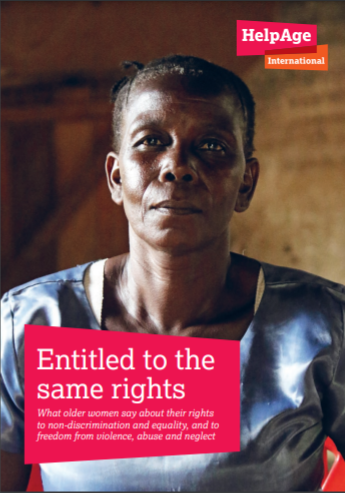 HelpAge
International
Entitled to the
same rights
What older women say about their rights
to non-discrimination and equality, and to
freedom from violence, abuse and neglect